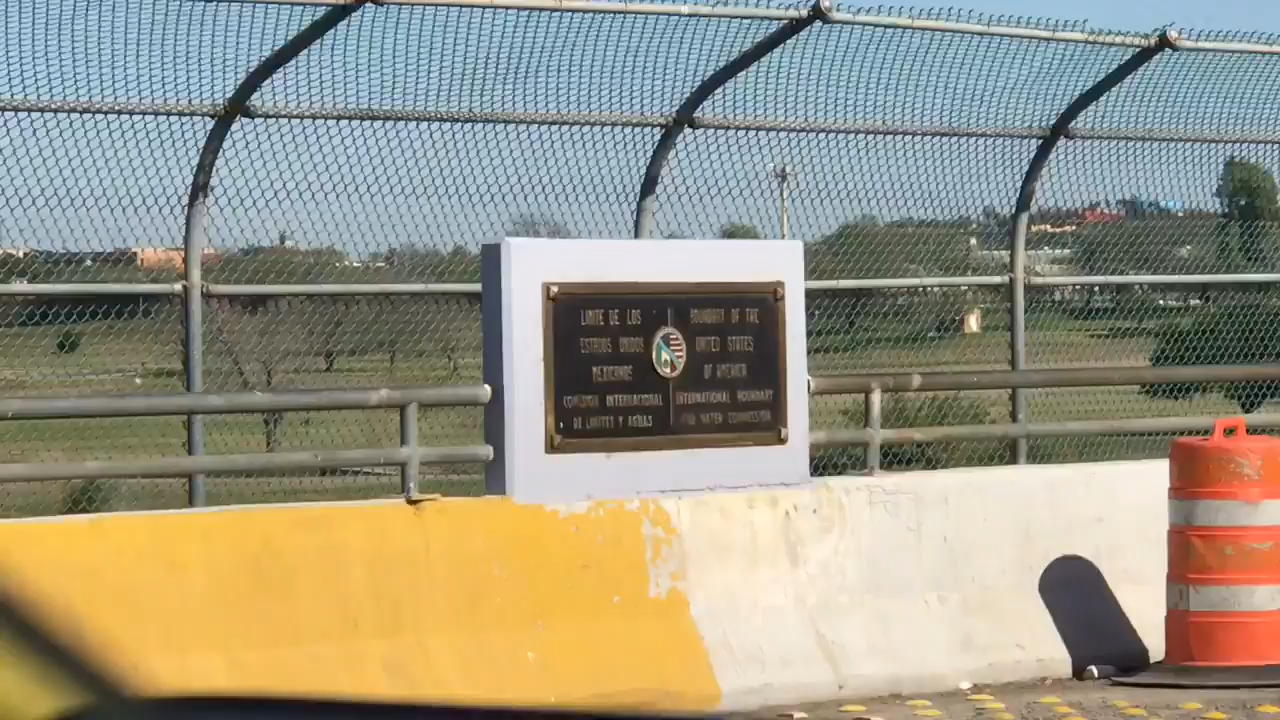 LIMITE DE LOS
ESTADOS UNIDOS
MEXICANOS
COMISION INTERNACIONAL
DE LIMITES Y AGUAS
BOUNDARY OF THE
UNITED STATES
OF AMERICA
INTERNATIONAL BOUNDARY
AND WATER COMMISSION